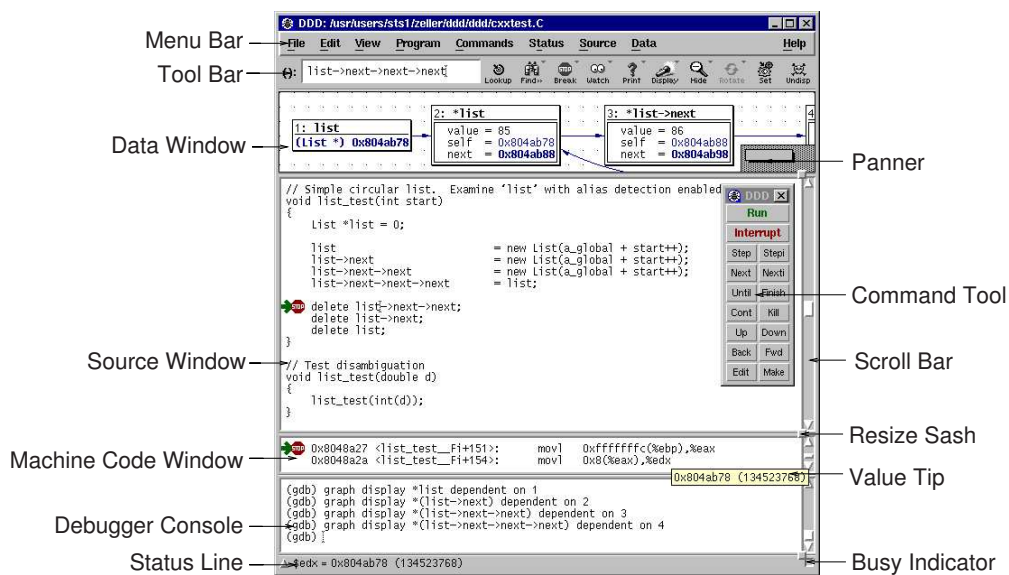 DDD: /usr/users/sts1/zeller/ddd/ddd/cxxtest.C
Menu Bar
File Edit View Program Commands Status Source Data Help
Tool Bar
(): list->next->next->next
Lookup Find» Break Watch Print Display Hide Rotate Set Undisp
Data Window
1: list
(List *) 0x804ab78
2: *list
value = 85
self = 0x804ab78
next = 0x804ab88
3: *list->next
value = 86
self = 0x804ab88
next = 0x804ab98
4
Panner
// Simple circular list.  Examine ‘list’ with alias detection enabled
void list_test(int start)
{
List *list = 0;
list = new List(a_global + start++);
list->next = new List(a_global + start++);
list->next->next = new List(a_global + start++);
list->next->next->next = list;
STOP delete list->next->next;
delete list->next;
delete list;
}
Source Window
// Test disambiguation
void list_test(double d)
{
list_test(int(d));
}
DDD
Run
Interrupt
Step Stepi
Next Nexti
Until Finish
Cont Kill
Up Down
Back Fwd
Edit Make
Command Tool
Scroll Bar
Resize Sash
Machine Code Window
STOP 0x8048a27 <list_test__Fi+151>: movl 0xfffffffc(%ebp),%eax
0x8048a2a <list_test__Fi+154>: movl 0x8(%eax),%edx
0x804ab78 (134523768)
Value Tip
(gdb) graph display *list dependent on 1
(gdb) graph display *(list->next) dependent on 2
(gdb) graph display *(list->next->next) dependent on 3
(gdb) graph display *(list->next->next->next) dependent on 4
(gdb)
Debugger Console
Status Line
$edx = 0x804ab78 (134523768)
Busy Indicator